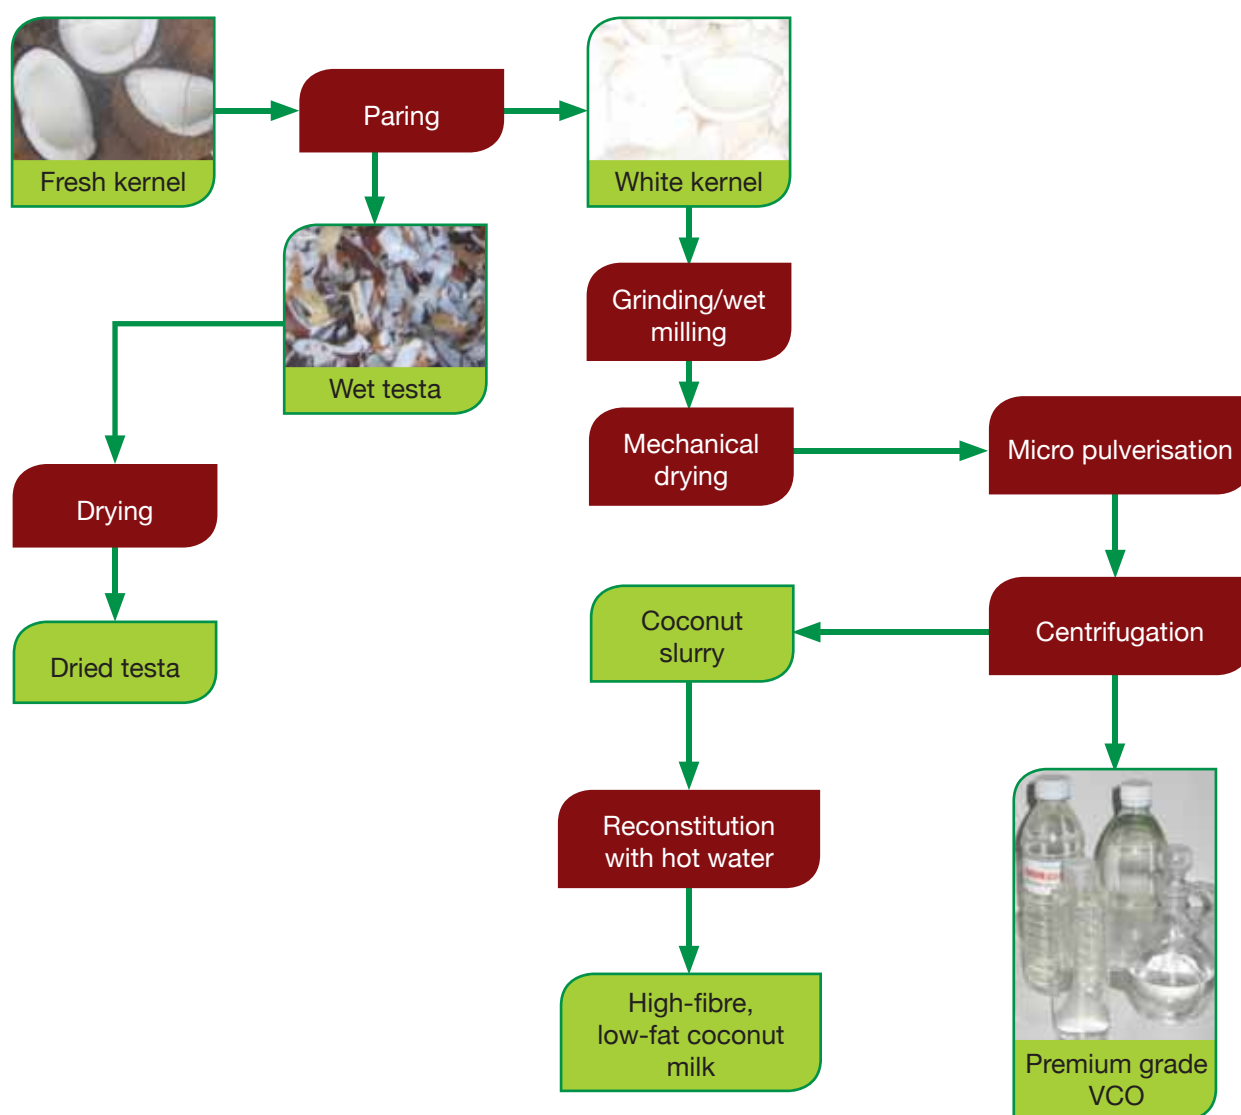 Fresh kernel
Paring
White kernel
Wet testa
Grinding/wet
milling
Mechanical
drying
Micro pulverisation
Drying
Dried testa
Coconut
slurry
Centrifugation
Reconstitution
with hot water
High-fibre,
low-fat coconut
milk
Premium grade
VCO